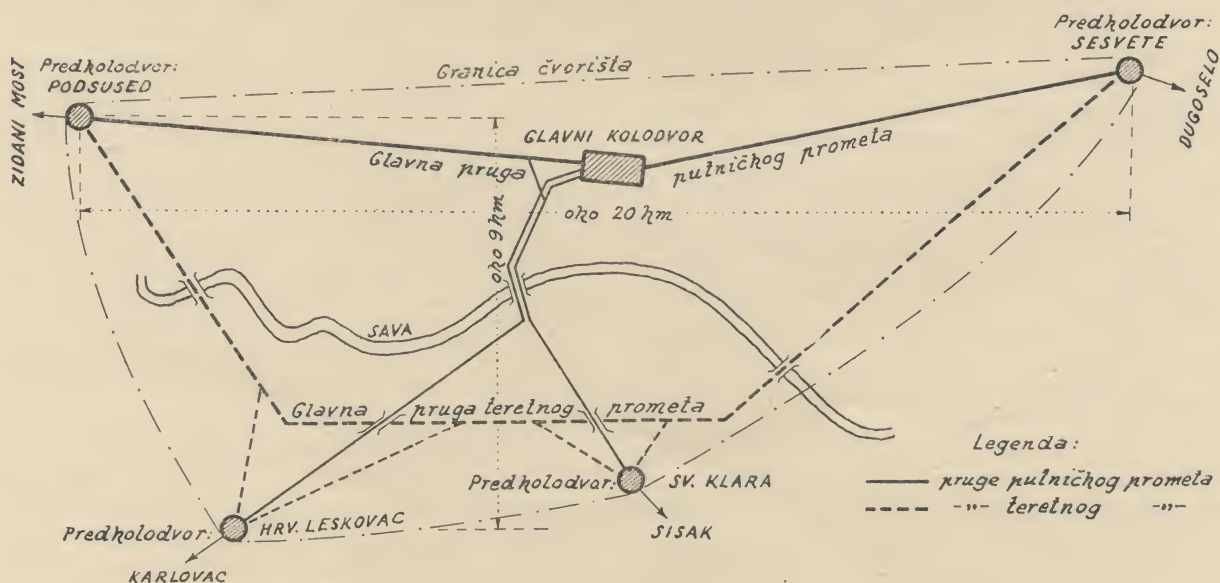 Predkolodvor:
SESVETE
DUGOSELO
Granica čvorišta
Predkolodvor:
PODSUSED
ZIDANI MOST
GLAVNI KOLODVOR
Glavna pruga
putničkog prometa
oko 20 km
oko 9 km
SAVA
Glavna pruga teretnog prometa
Predkolodvor: SV. KLARA
SISAK
Predkolodvor: HRV. LESKOVAC
KARLOVAC
Legenda:
pruge putničkog prometa
-„- teretnog -„-